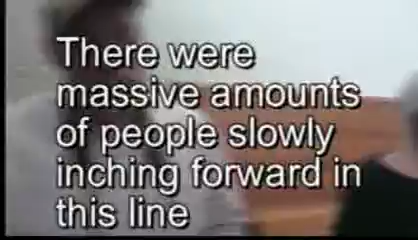 There were
massive amounts
of people slowly
inching forward in
this line